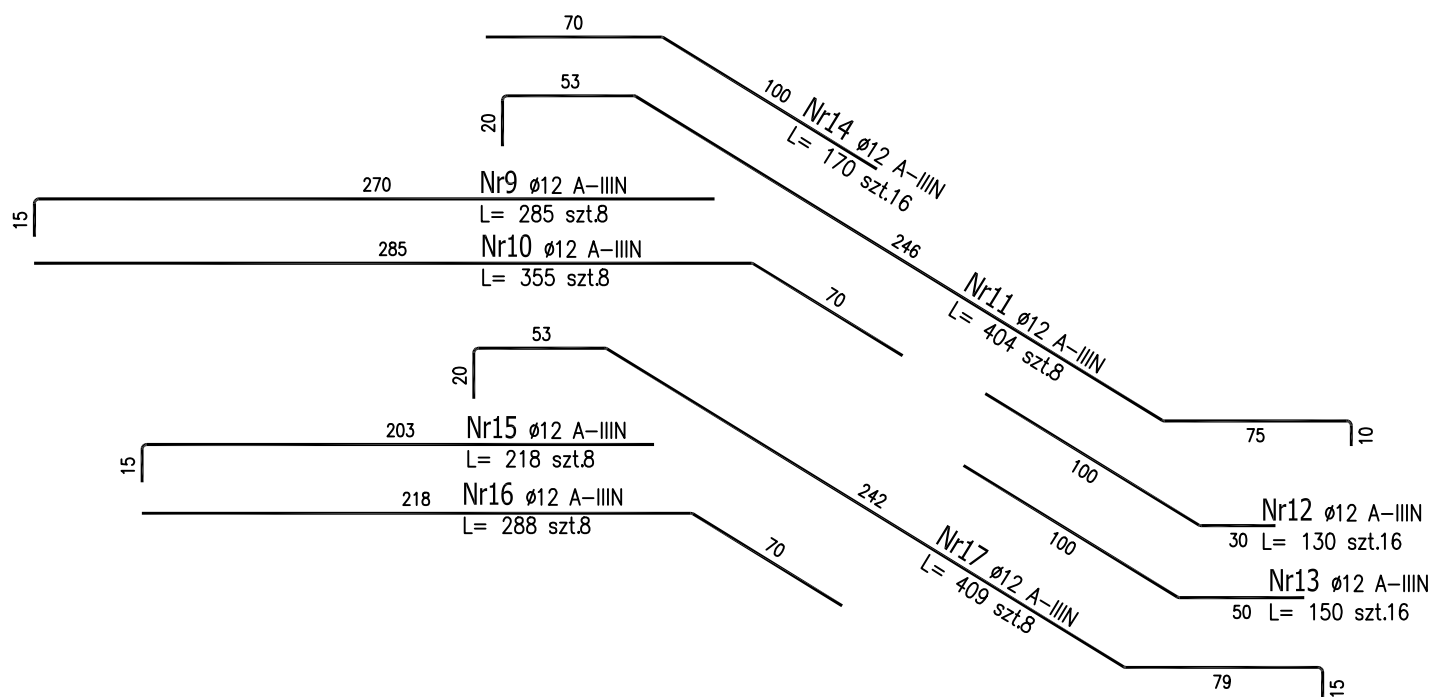 70
100
Nr14 ø12 A-IIIN
L= 170 szt.16
53
20
246
Nr11 ø12 A-IIIN
L= 404 szt.8
75
10
270
15
Nr9 ø12 A-IIIN
L= 285 szt.8
285
Nr10 ø12 A-IIIN
L= 355 szt.8
70
53
20
242
Nr17 ø12 A-IIIN
L= 409 szt.8
79
15
203
15
Nr15 ø12 A-IIIN
L= 218 szt.8
218
Nr16 ø12 A-IIIN
L= 288 szt.8
70
100
Nr12 ø12 A-IIIN
30 L= 130 szt.16
100
Nr13 ø12 A-IIIN
50 L= 150 szt.16